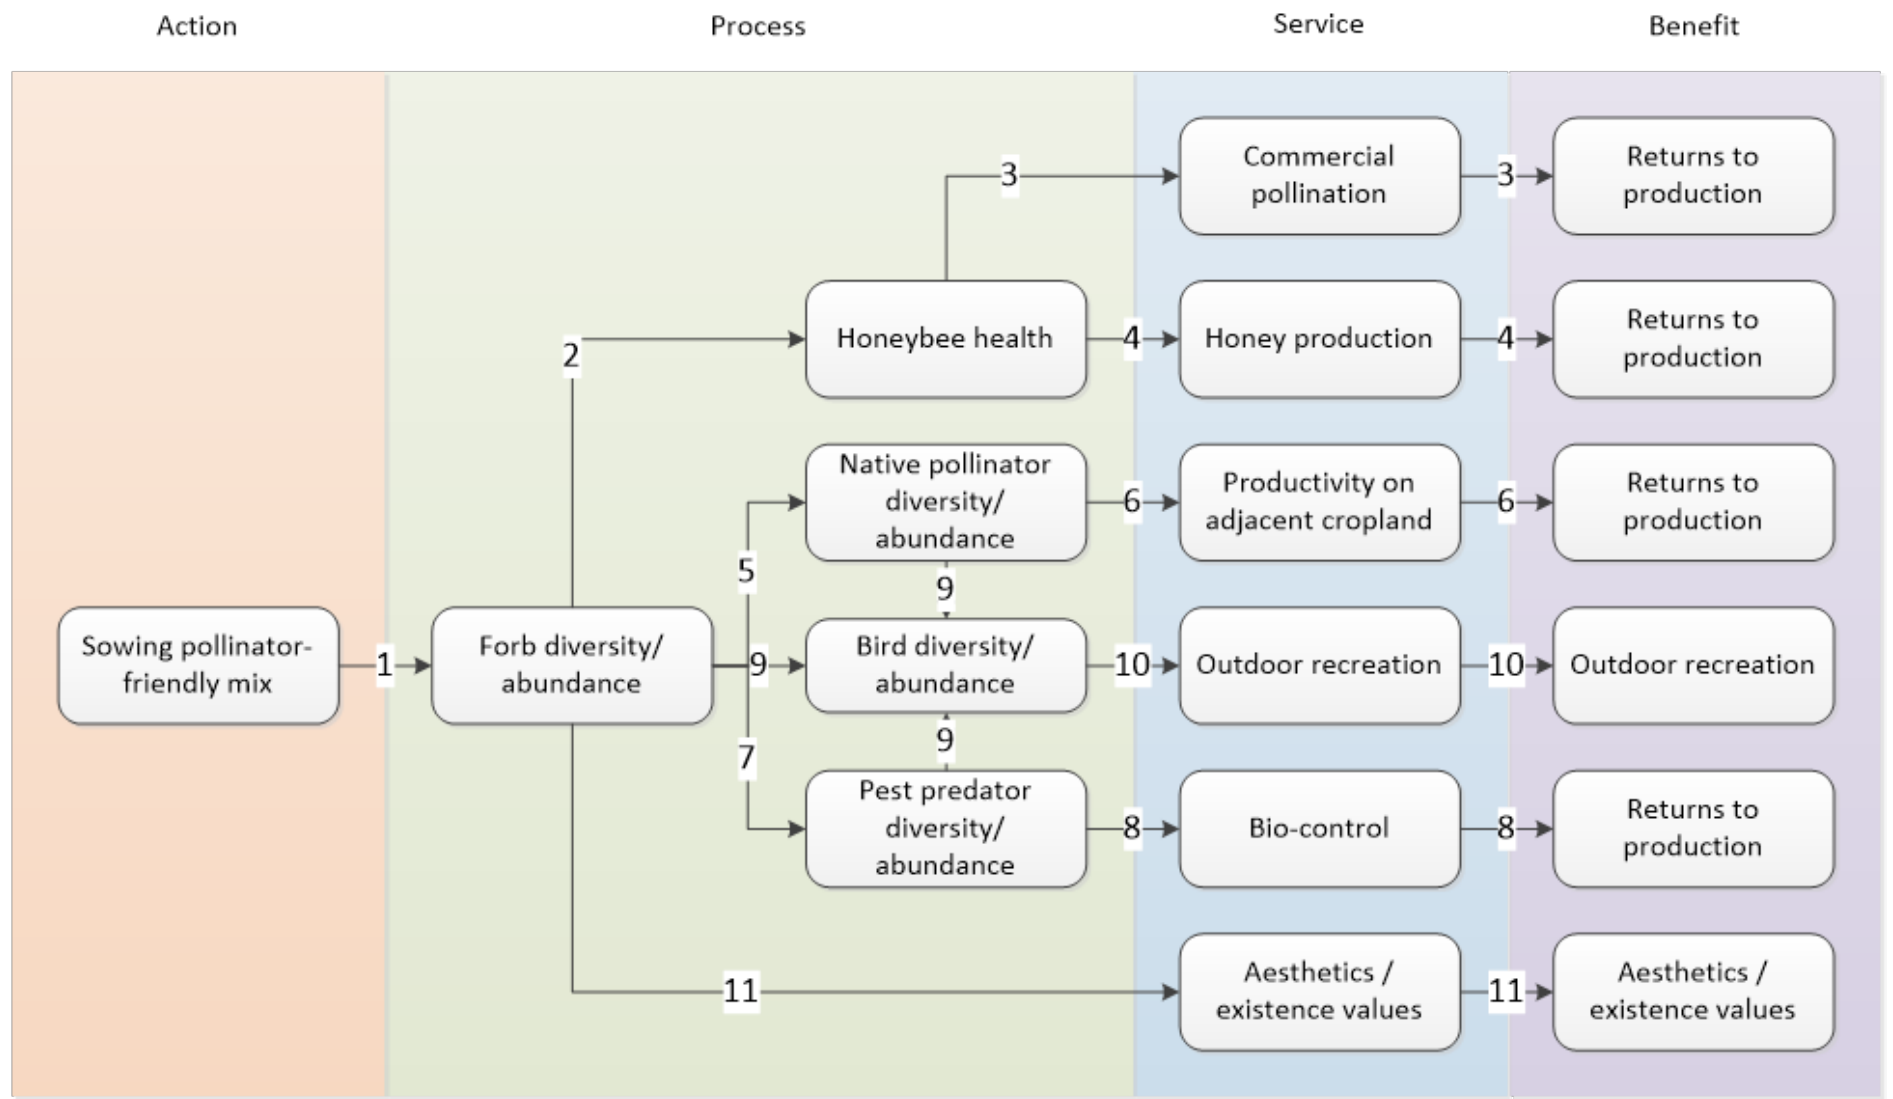 Action
Process
Service
Benefit
3
Commercial
pollination
3
Returns to
production
2
Honeybee health
4
Honey production
4
Returns to
production
5
Native pollinator
diversity/
abundance
6
Productivity on
adjacent cropland
6
Returns to
production
9
Sowing pollinator-
friendly mix
1
Forb diversity/
abundance
9
Bird diversity/
abundance
10
Outdoor recreation
10
Outdoor recreation
9
7
Pest predator
diversity/
abundance
8
Bio-control
8
Returns to
production
11
Aesthetics /
existence values
11
Aesthetics /
existence values